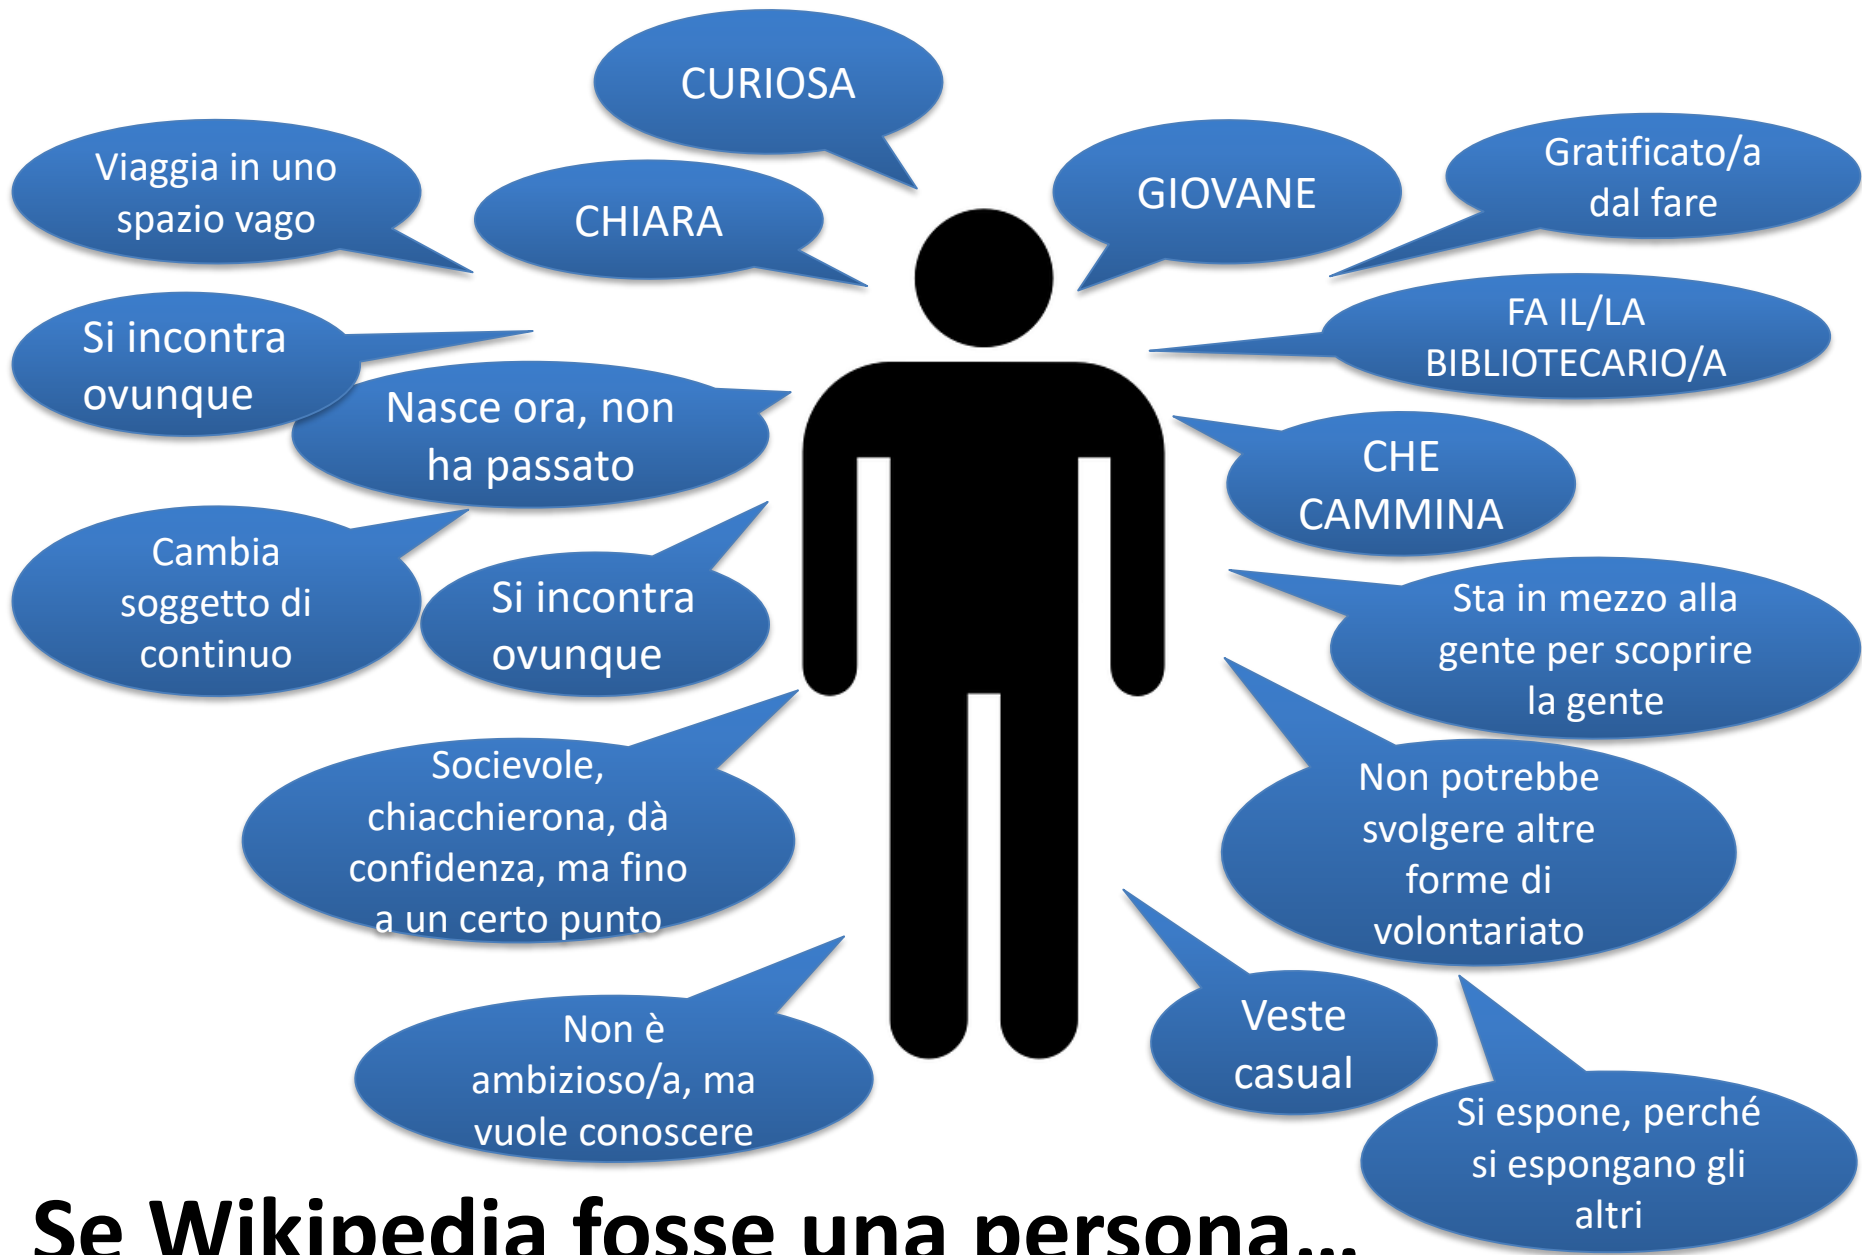 CURIOSA
Viaggia in uno
spazio vago
CHIARA
GIOVANE
Gratificato/a
dal fare
Si incontra
ovunque
FA IL/LA
BIBLIOTECARIO/A
Nasce ora, non
ha passato
CHE
CAMMINA
Cambia
soggetto di
continuo
Si incontra
ovunque
Sta in mezzo alla
gente per scoprire
la gente
Socievole,
chiacchierona, dà
confidenza, ma fino
a un certo punto
Non potrebbe
svolgere altre
forme di
volontariato
Non è
ambizioso/a, ma
vuole conoscere
Veste
casual
Si espone, perché
si espongano gli
altri
Se Wikipedia fosse una persona...